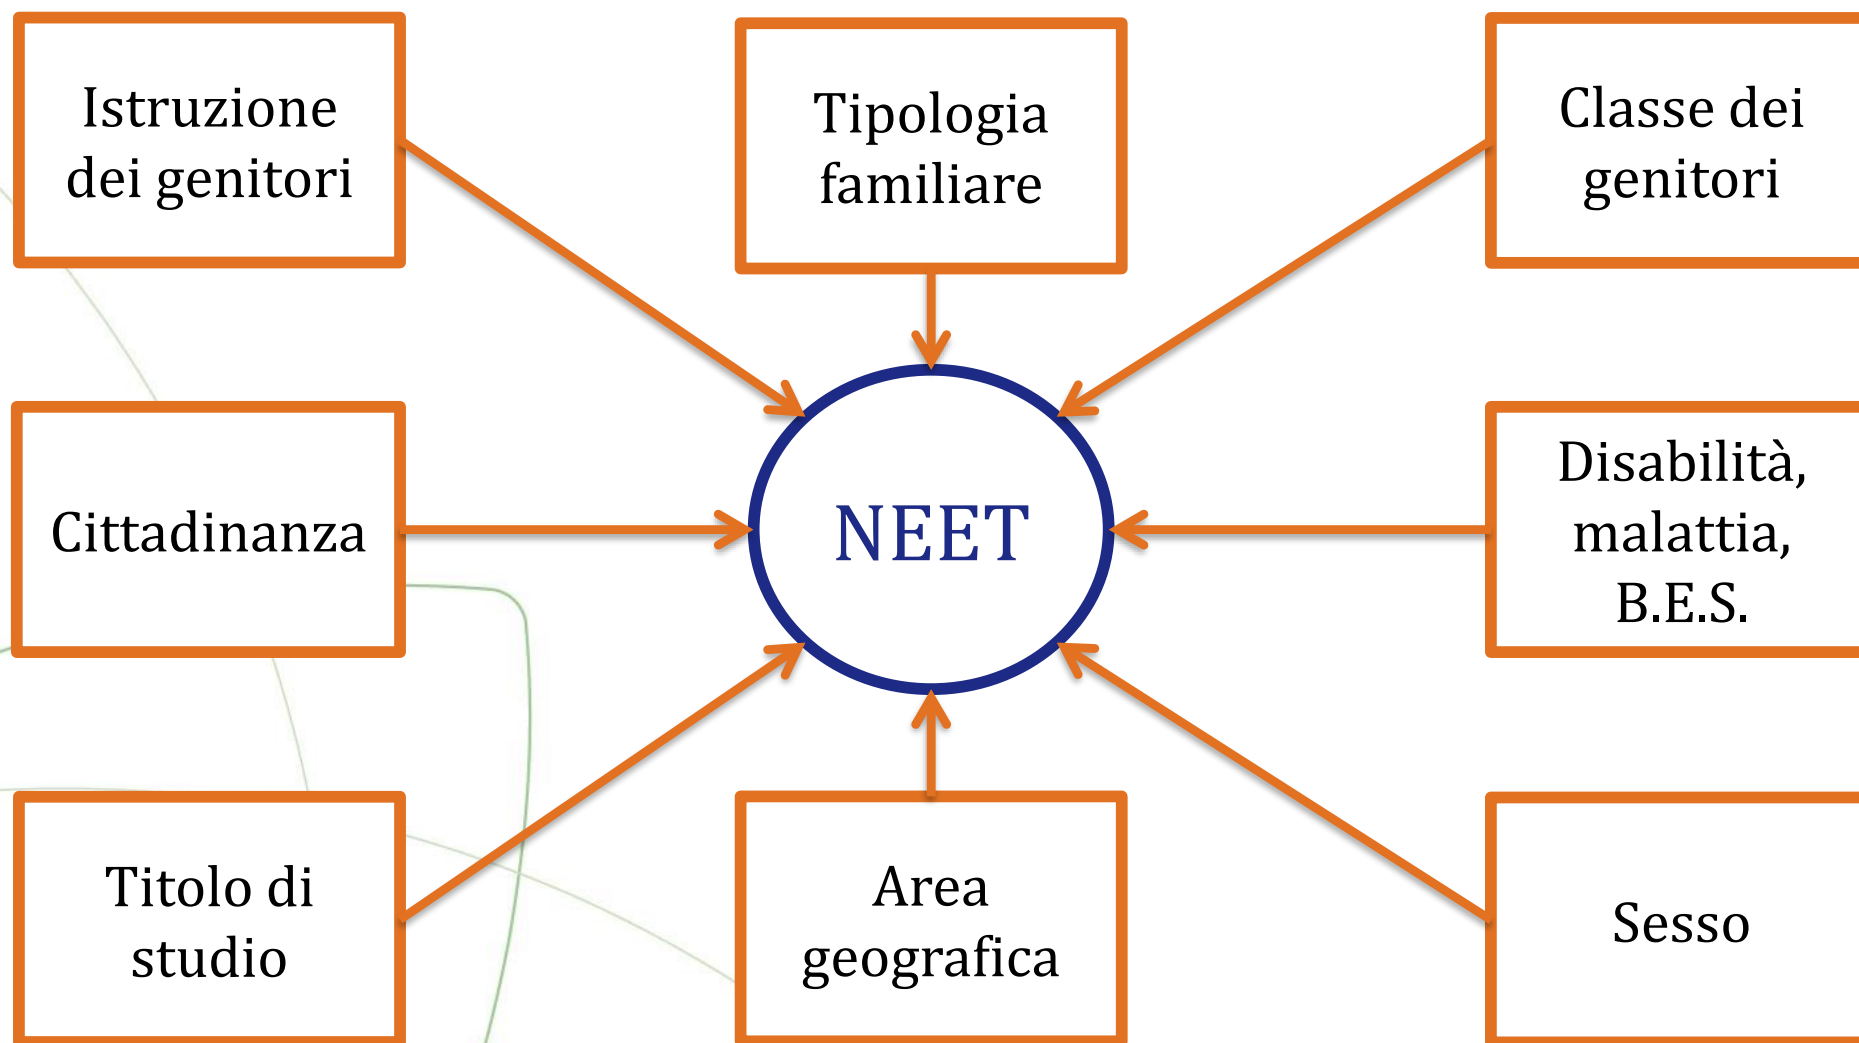 Istruzione
dei genitori
Tipologia
familiare
Classe dei
genitori
Cittadinanza
NEET
Disabilità,
malattia,
B.E.S.
Titolo di
studio
Area
geografica
Sesso